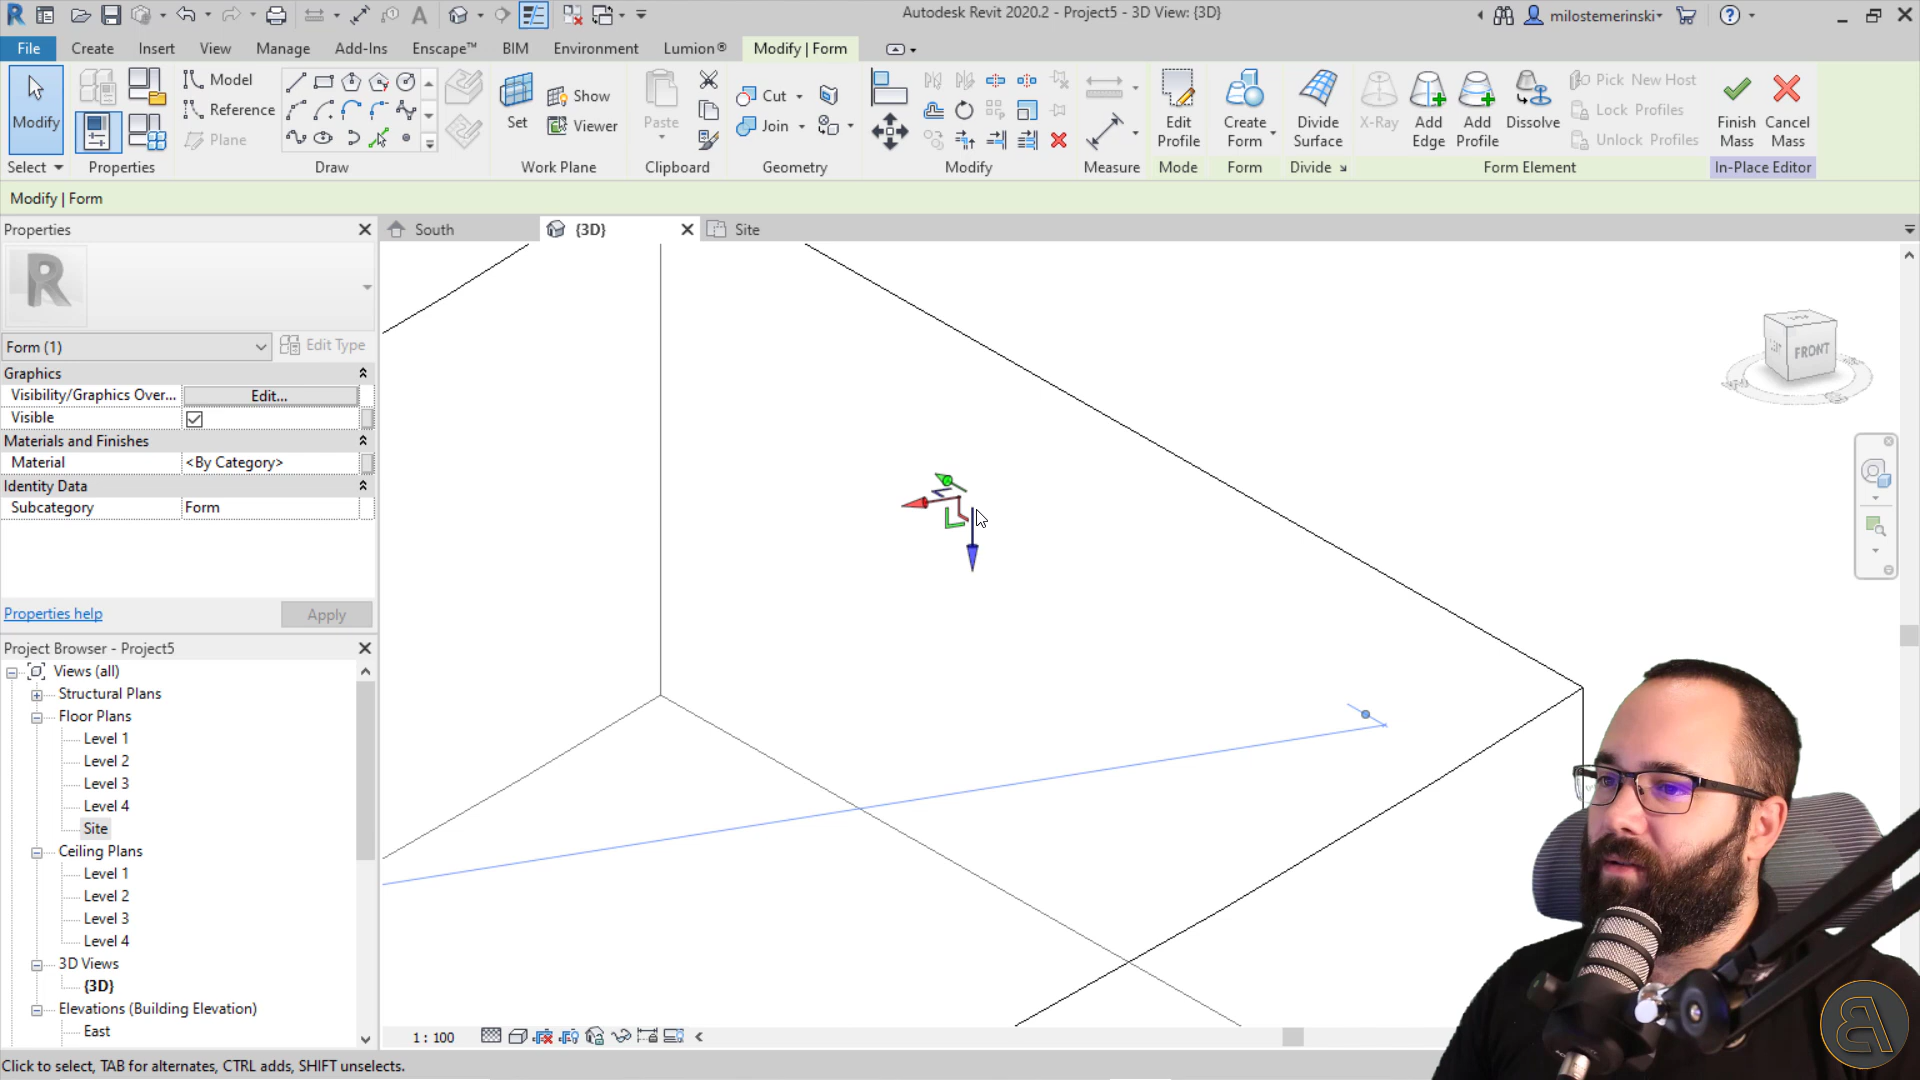 Autodesk Revit 2020.2 - Project5 - 3D View: {3D}
milostemerinski
File Create Insert View Manage Add-Ins Enscape™ BIM Environment Lumion® Modify | Form
Modify
Select
Properties
Model
Reference
Plane
Draw
Set
Show
Viewer
Work Plane
Paste
Clipboard
Cut
Join
Geometry
Modify
Measure
Edit
Profile
Mode
Create
Form
Form
Divide
Surface
Divide
X-Ray
Add
Edge
Add
Profile
Dissolve
Pick New Host
Lock Profiles
Unlock Profiles
Form Element
Finish
Mass
Cancel
Mass
In-Place Editor
Modify | Form
Properties
South
{3D}
Site
R
Form (1)
Edit Type
Graphics
Visibility/Graphics Over...
Edit...
Visible
Materials and Finishes
Material
<By Category>
Identity Data
Subcategory
Form
Properties help
Apply
FRONT
Project Browser - Project5
Views (all)
Structural Plans
Floor Plans
Level 1
Level 2
Level 3
Level 4
Site
Ceiling Plans
Level 1
Level 2
Level 3
Level 4
3D Views
{3D}
Elevations (Building Elevation)
East
1 : 100
Click to select, TAB for alternates, CTRL adds, SHIFT unselects.